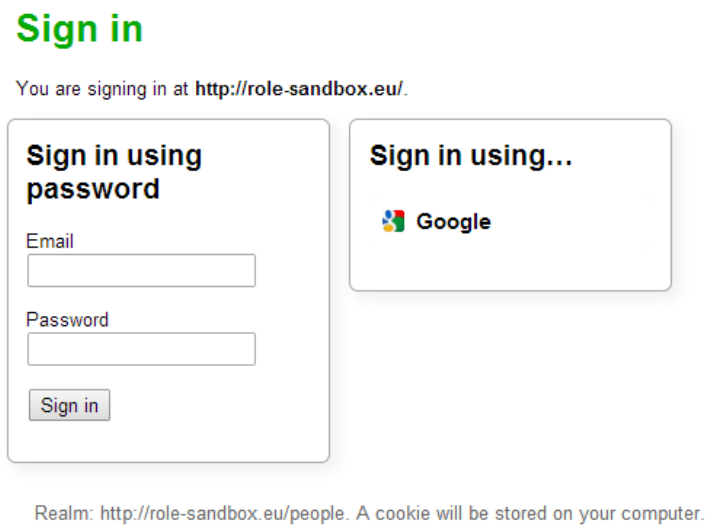 Sign in
You are signing in at http://role-sandbox.eu/.
Sign in using
password
Email
Password
Sign in
Sign in using...
Google
Realm: http://role-sandbox.eu/people. A cookie will be stored on your computer.